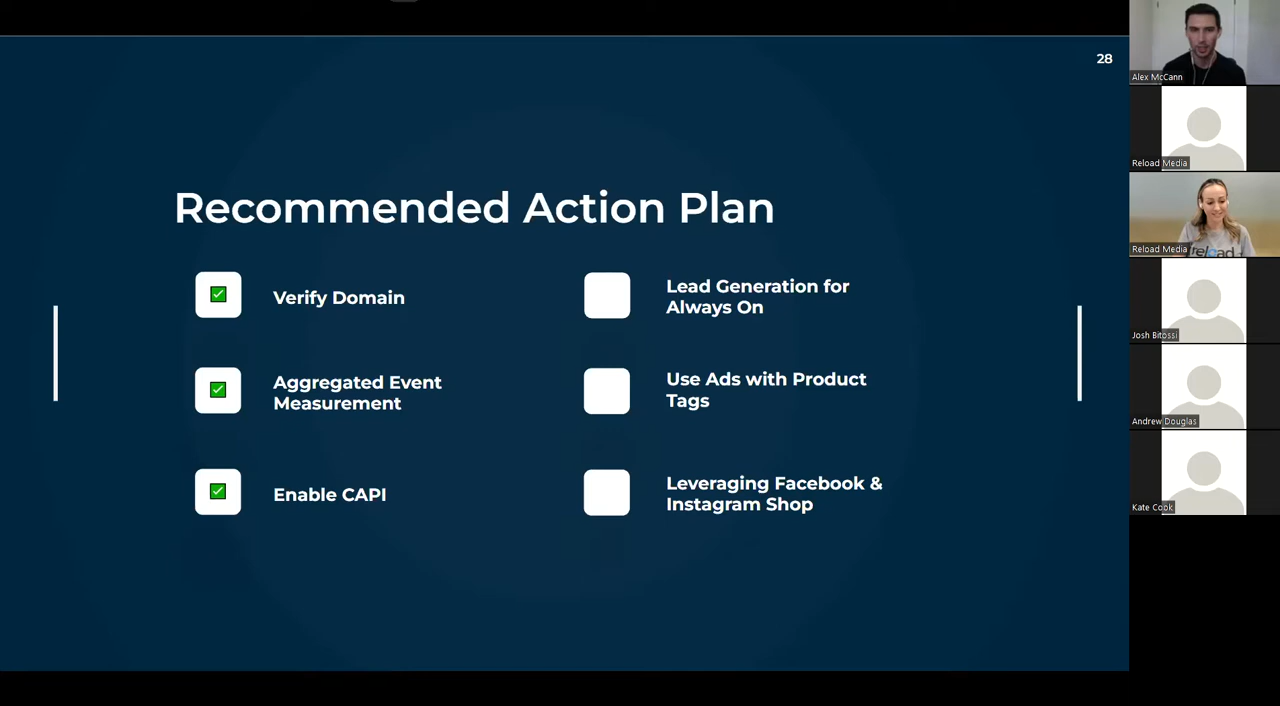 28
Recommended Action Plan
Verify Domain
Aggregated Event
Measurement
Enable CAPI
Lead Generation for
Always On
Use Ads with Product
Tags
Leveraging Facebook &
Instagram Shop
Alex McCann
Reload Media
reload
Reload Media
Josh Bitossi
Andrew Douglas
Kate Cook